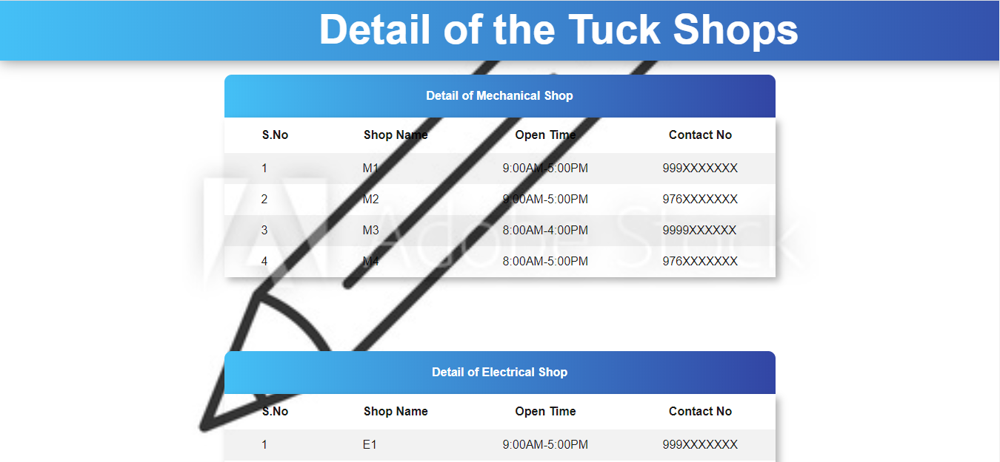 Detail of the Tuck Shops
Detail of Mechanical Shop
S.No Shop Name Open Time Contact No
1 M1 9:00AM-5:00PM 999XXXXXXX
2 M2 9:00AM-5:00PM 976XXXXXXX
3 M3 8:00AM-4:00PM 9999XXXXXX
4 M4 8:00AM-5:00PM 976XXXXXXX
Adobe Stock
Detail of Electrical Shop
S.No Shop Name Open Time Contact No
1 E1 9:00AM-5:00PM 999XXXXXXX